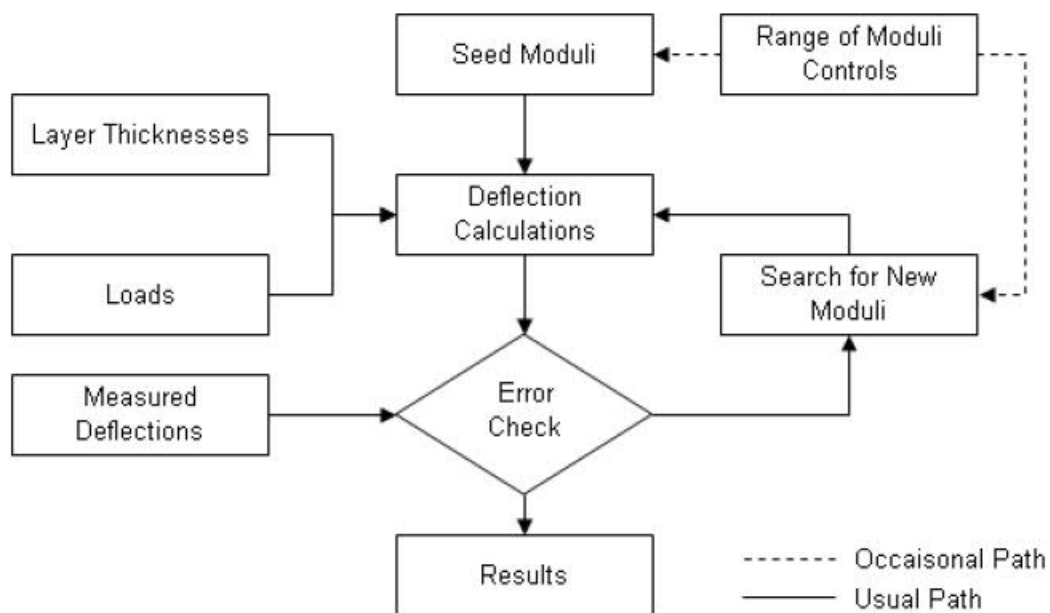 Seed Moduli
Range of Moduli
Controls
Layer Thicknesses
Deflection
Calculations
Loads
Search for New
Moduli
Measured
Deflections
Error
Check
Results
Occaisonal Path
Usual Path